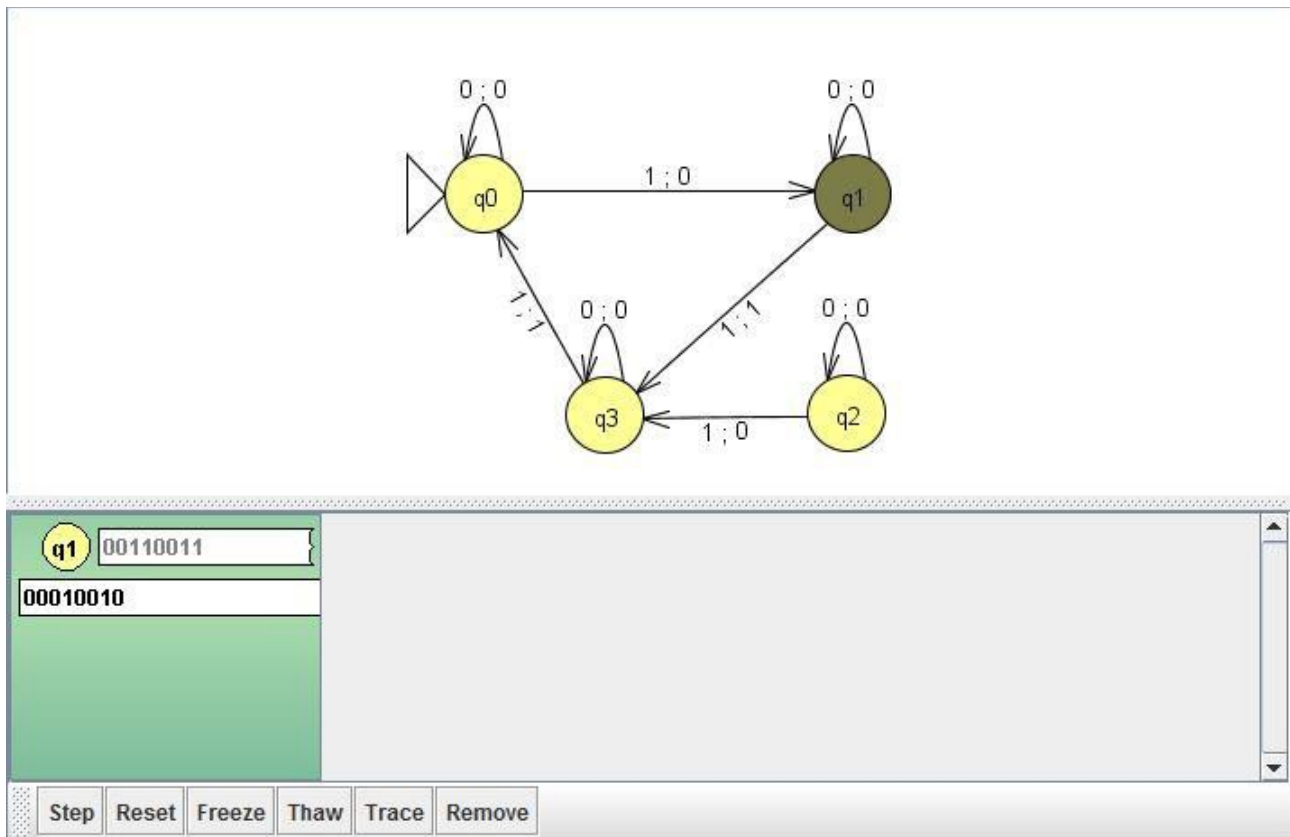 0 ; 0
0 ; 0
1 ; 0
q0
q1
1 ; 1
0 ; 0
1 ; 1
0 ; 0
q3
q2
1 ; 0
q1
00110011
00010010
Step
Reset
Freeze
Thaw
Trace
Remove